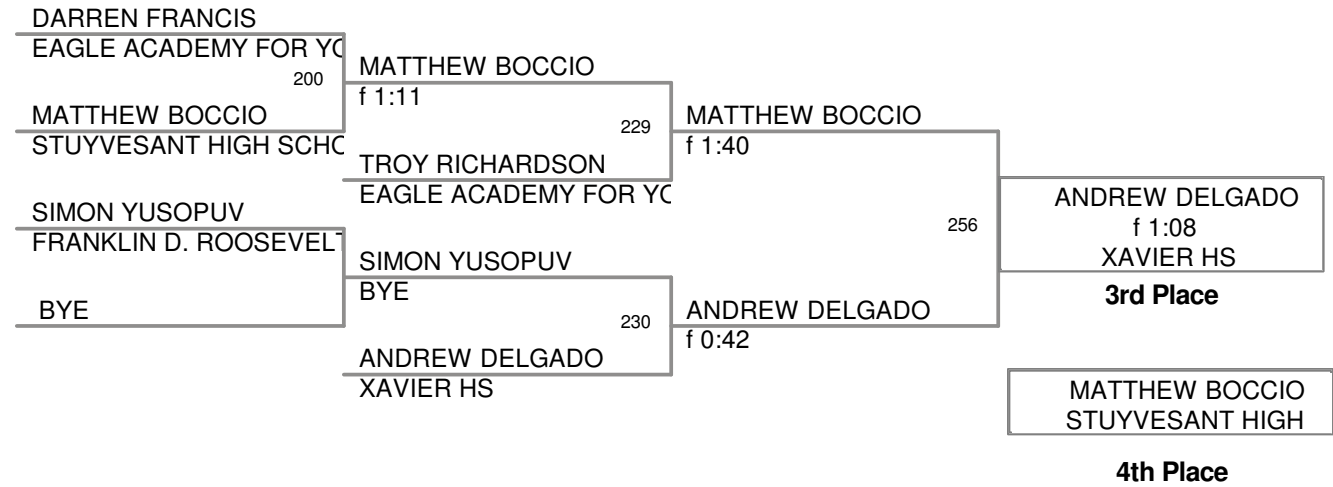 DARREN FRANCIS
EAGLE ACADEMY FOR YO
200
MATTHEW BOCCIO
STUYVESANT HIGH SCHO
SIMON YUSOPUV
FRANKLIN D. ROOSEVELT
BYE
MATTHEW BOCCIO
f 1:11
229
TROY RICHARDSON
EAGLE ACADEMY FOR YO
SIMON YUSOPUV
BYE
230
ANDREW DELGADO
XAVIER HS
MATTHEW BOCCIO
f 1:40
256
ANDREW DELGADO
f 0:42
ANDREW DELGADO
f 1:08
XAVIER HS
3rd Place
MATTHEW BOCCIO
STUYVESANT HIGH
4th Place